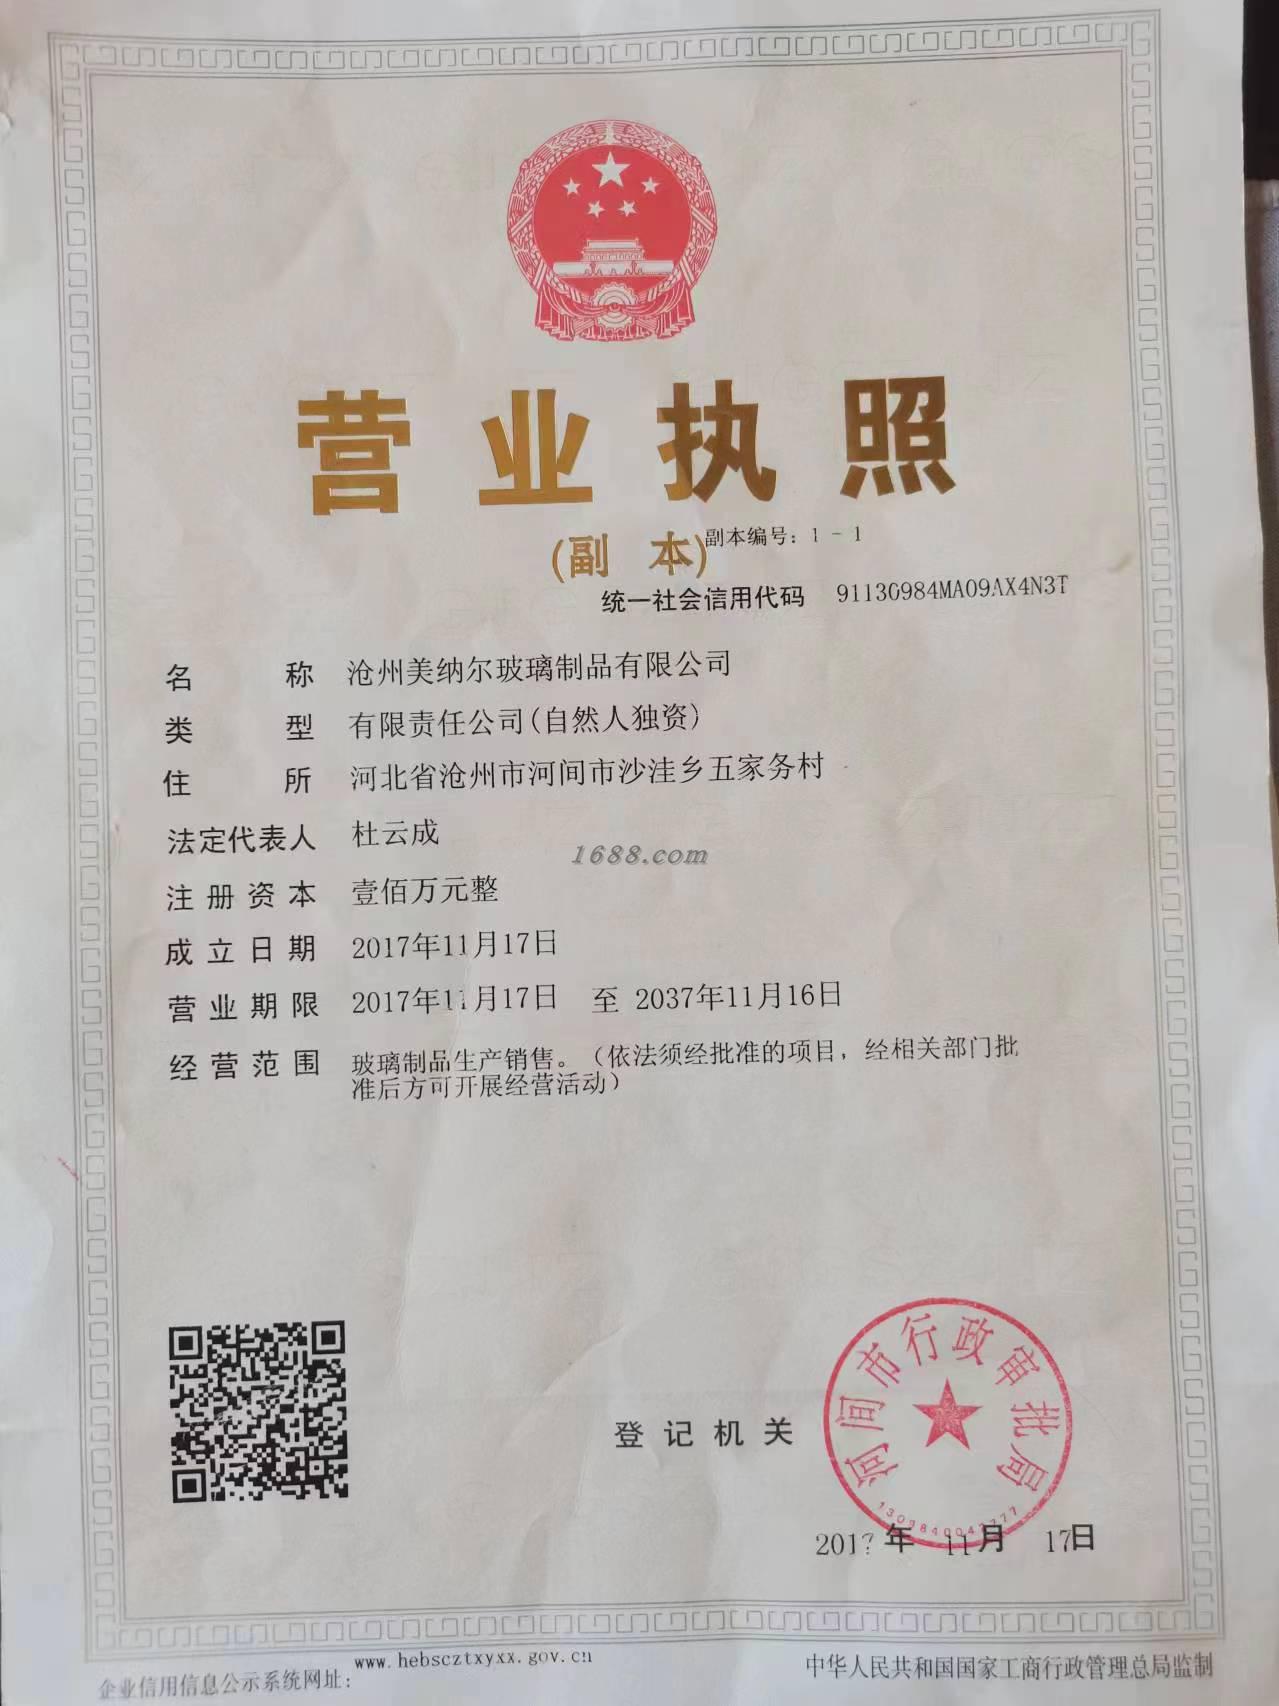 营业执照
(副本) 副本编号：1 - 1
统一社会信用代码 91130984MA09AX4N3T
名称 沧州美纳尔玻璃制品有限公司
类型 有限责任公司(自然人独资)
住所 河北省沧州市河间市沙洼乡五家务村
法定代表人 杜云成
1688.com
注册资本 壹佰万元整
成立日期 2017年11月17日
营业期限 2017年11月17日 至 2037年11月16日
经营范围 玻璃制品生产销售。（依法须经批准的项目，经相关部门批
准后方可开展经营活动）
登记机关
河间市行政审批局
2017年 11月 17日
企业信用信息公示系统网址： www.hebscztxyxx.gov.cn
中华人民共和国国家工商行政管理总局监制